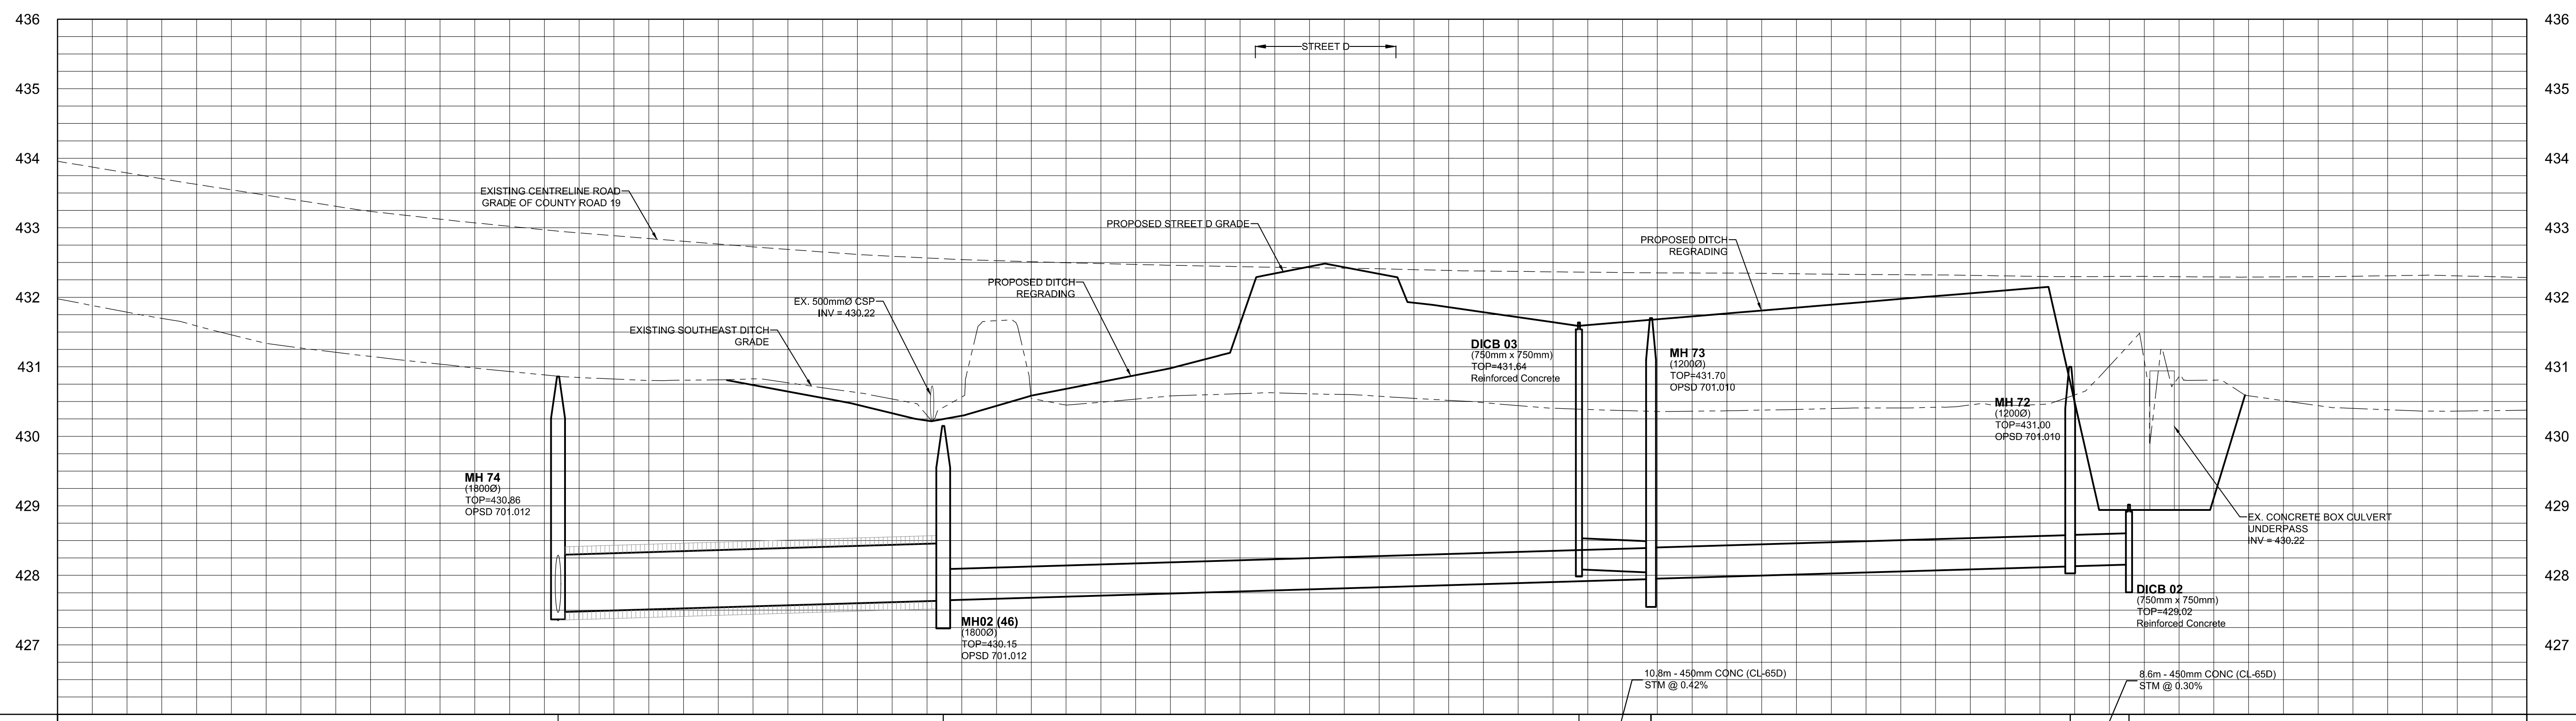 436
436
STREET D
435
435
434
434
EXISTING CENTRELINE ROAD
GRADE OF COUNTY ROAD 19
433
433
PROPOSED STREET D GRADE
PROPOSED DITCH
REGRADING
PROPOSED DITCH
REGRADING
432
432
EX. 500mmØ CSP
INV = 430.22
EXISTING SOUTHEAST DITCH
GRADE
431
431
DICB 03
(750mm x 750mm)
TOP=431.64
Reinforced Concrete
MH 73
(1200Ø)
TOP=431.70
OPSD 701.010
MH 72
(1200Ø)
TOP=431.00
OPSD 701.010
430
430
MH 74
(1800Ø)
TOP=430.86
OPSD 701.012
429
429
EX. CONCRETE BOX CULVERT
UNDERPASS
INV = 430.22
428
428
DICB 02
(750mm x 750mm)
TOP=429.02
Reinforced Concrete
MH02 (46)
(1800Ø)
TOP=430.15
OPSD 701.012
427
427
10.8m - 450mm CONC (CL-65D)
STM @ 0.42%
8.6m - 450mm CONC (CL-65D)
STM @ 0.30%